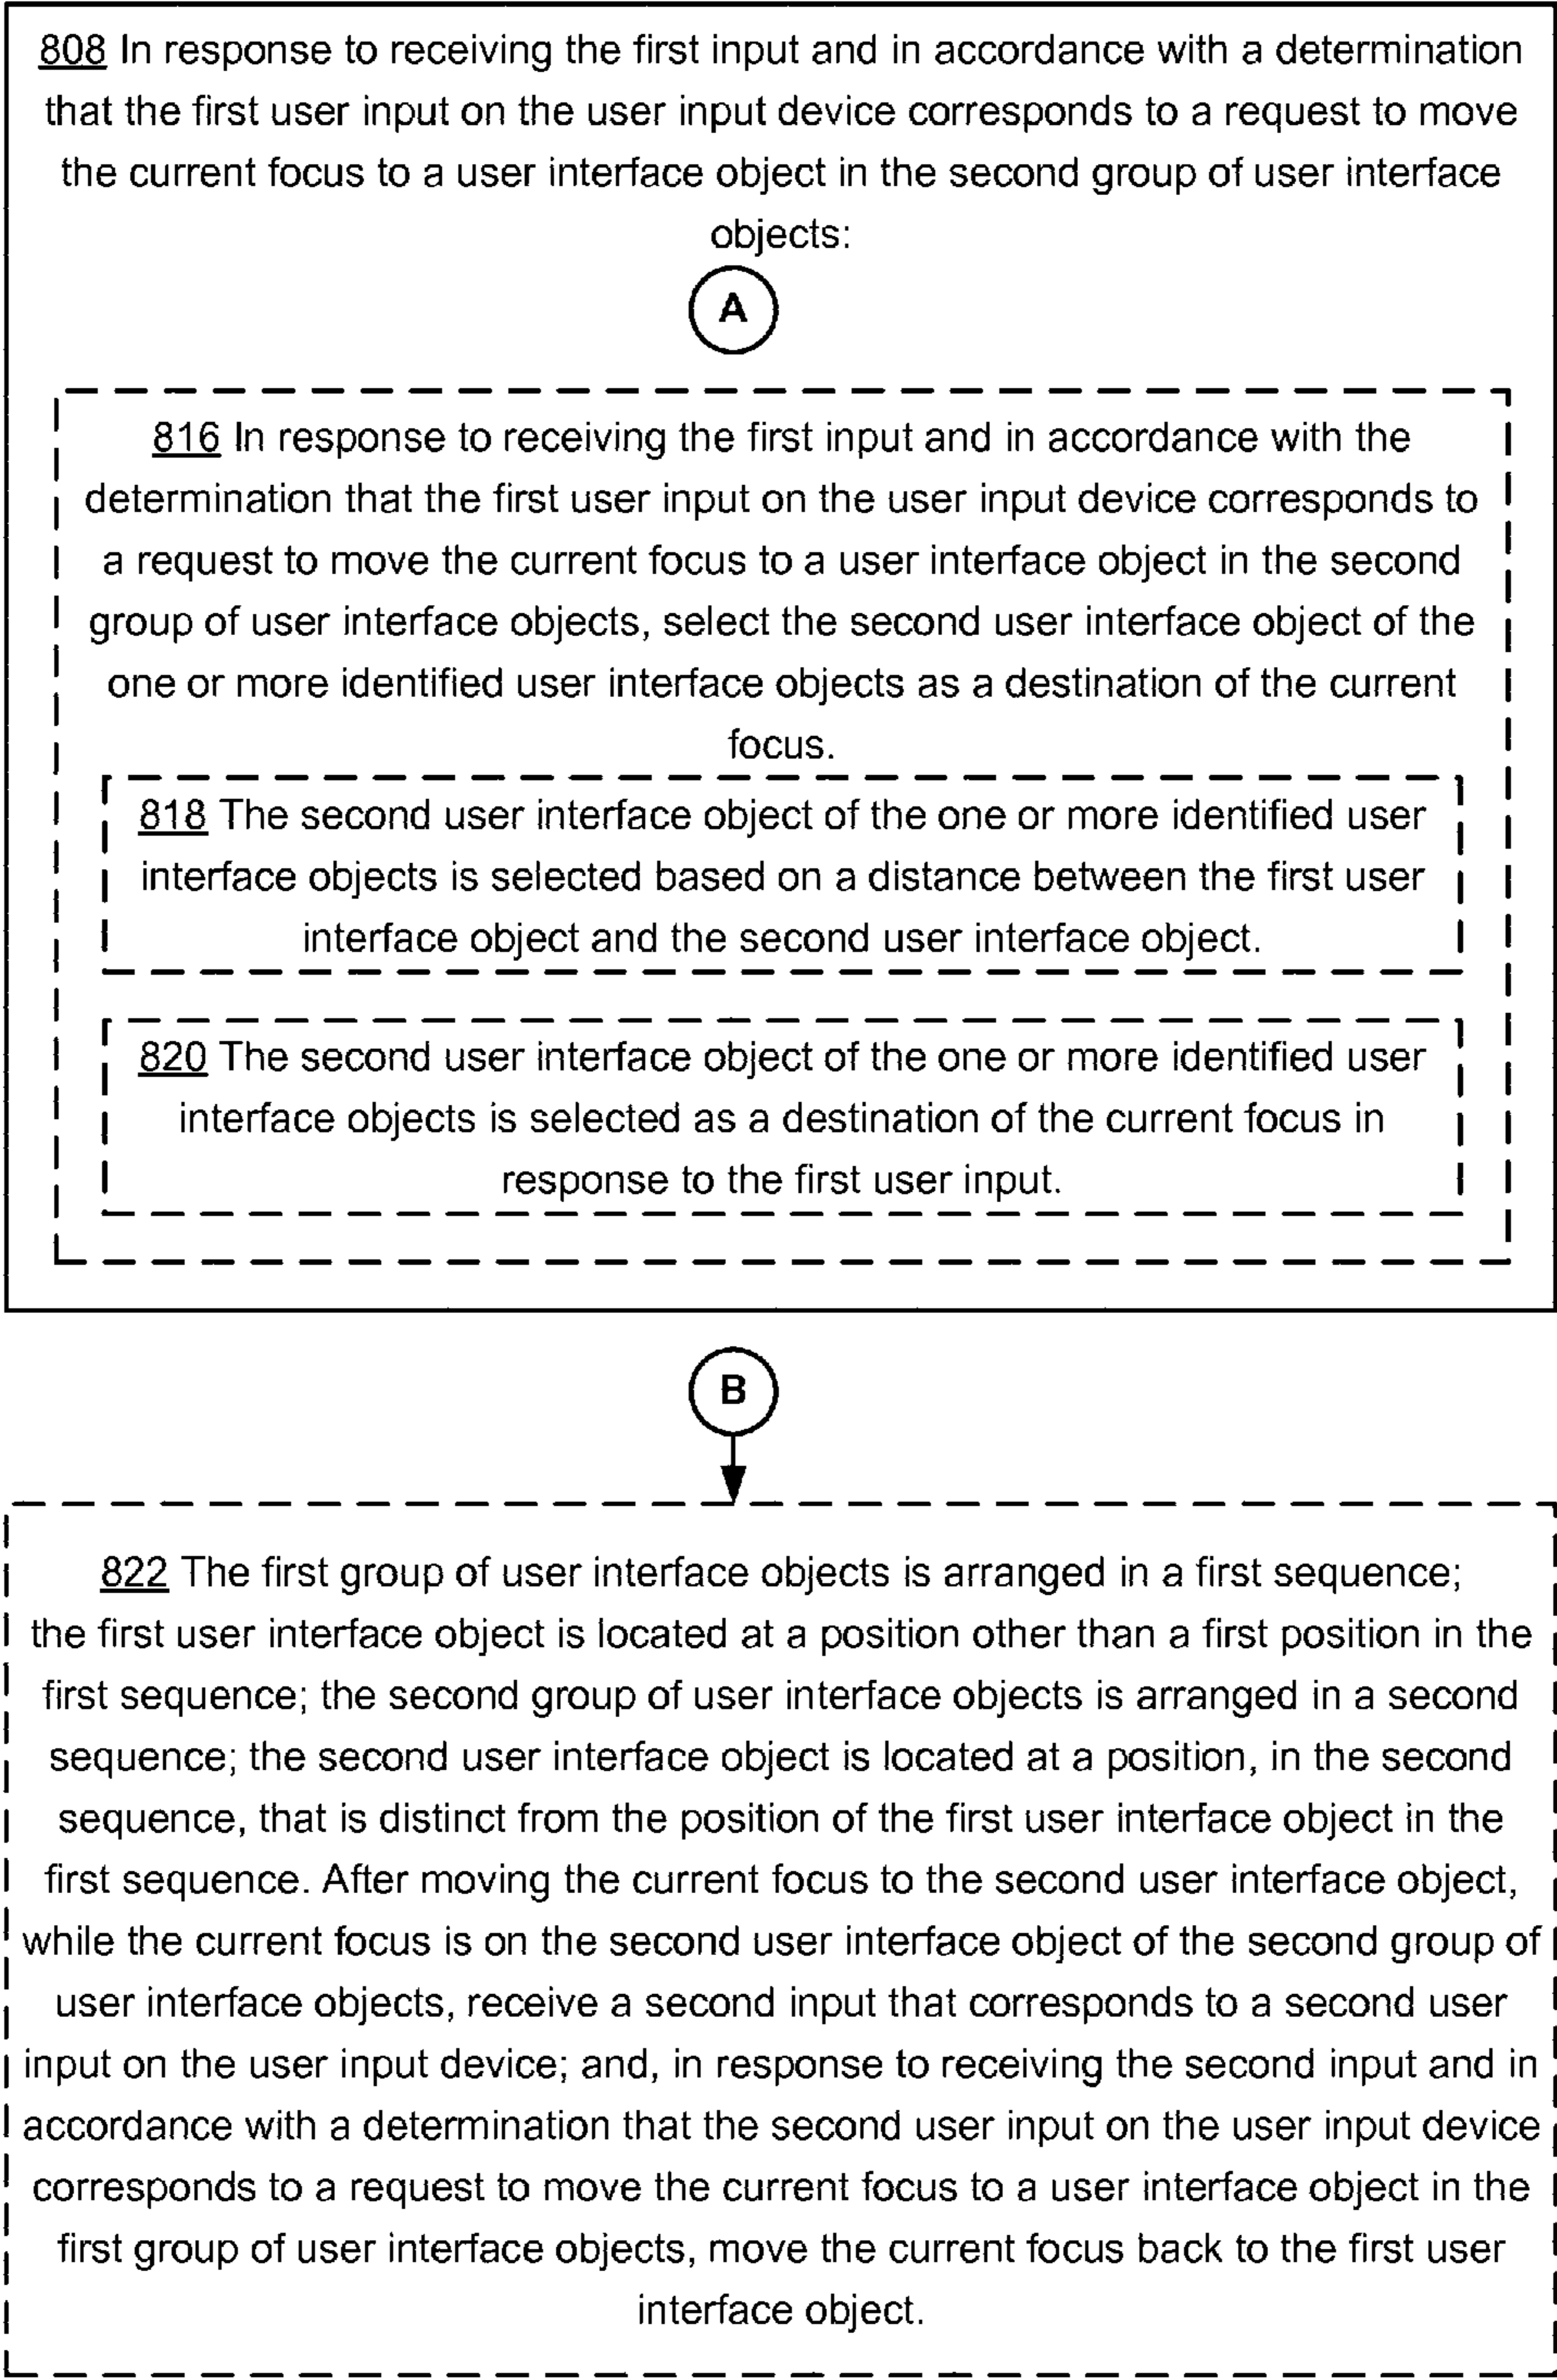 808 In response to receiving the first input and in accordance with a determination
that the first user input on the user input device corresponds to a request to move
the current focus to a user interface object in the second group of user interface
objects:
A
816 In response to receiving the first input and in accordance with the
determination that the first user input on the user input device corresponds to
a request to move the current focus to a user interface object in the second
group of user interface objects, select the second user interface object of the
one or more identified user interface objects as a destination of the current
focus.
818 The second user interface object of the one or more identified user
interface objects is selected based on a distance between the first user
interface object and the second user interface object.
820 The second user interface object of the one or more identified user
interface objects is selected as a destination of the current focus in
response to the first user input.
B
822 The first group of user interface objects is arranged in a first sequence;
the first user interface object is located at a position other than a first position in the
first sequence; the second group of user interface objects is arranged in a second
sequence; the second user interface object is located at a position, in the second
sequence, that is distinct from the position of the first user interface object in the
first sequence. After moving the current focus to the second user interface object,
while the current focus is on the second user interface object of the second group of
user interface objects, receive a second input that corresponds to a second user
input on the user input device; and, in response to receiving the second input and in
accordance with a determination that the second user input on the user input device
corresponds to a request to move the current focus to a user interface object in the
first group of user interface objects, move the current focus back to the first user
interface object.